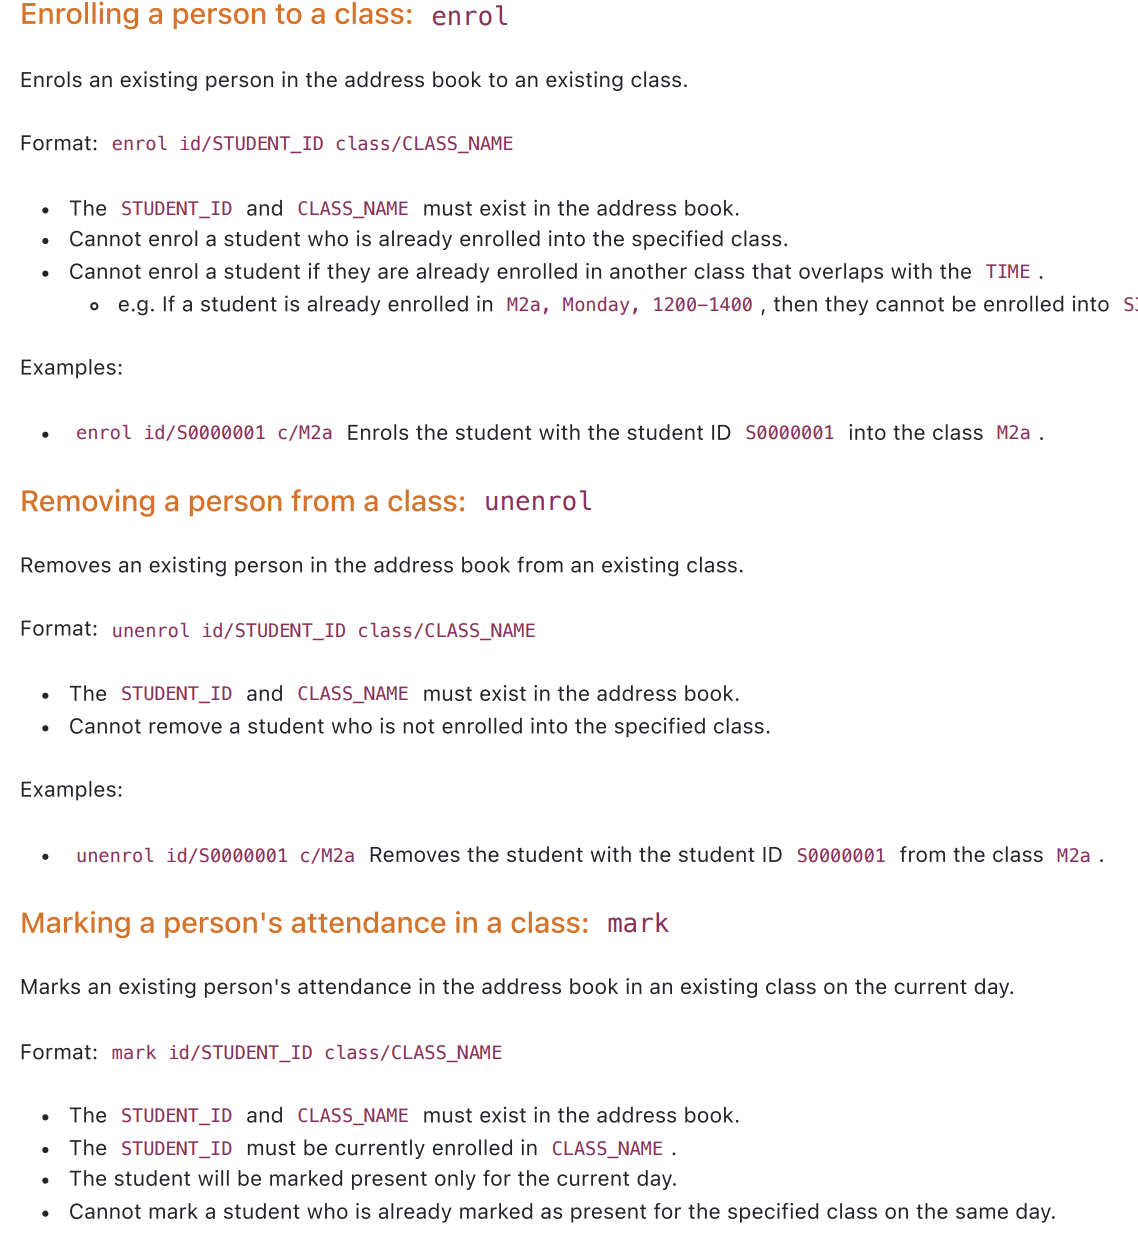 Enrolling a person to a class: enrol
Enrols an existing person in the address book to an existing class.
Format: enrol id/STUDENT_ID class/CLASS_NAME
• The STUDENT_ID and CLASS_NAME must exist in the address book.
• Cannot enrol a student who is already enrolled into the specified class.
• Cannot enrol a student if they are already enrolled in another class that overlaps with the TIME .
◦ e.g. If a student is already enrolled in M2a, Monday, 1200-1400 , then they cannot be enrolled into
Examples:
• enrol id/S0000001 c/M2a Enrols the student with the student ID S0000001 into the class M2a .
Removing a person from a class: unenrol
Removes an existing person in the address book from an existing class.
Format: unenrol id/STUDENT_ID class/CLASS_NAME
• The STUDENT_ID and CLASS_NAME must exist in the address book.
• Cannot remove a student who is not enrolled into the specified class.
Examples:
• unenrol id/S0000001 c/M2a Removes the student with the student ID S0000001 from the class M2a .
Marking a person's attendance in a class: mark
Marks an existing person's attendance in the address book in an existing class on the current day.
Format: mark id/STUDENT_ID class/CLASS_NAME
• The STUDENT_ID and CLASS_NAME must exist in the address book.
• The STUDENT_ID must be currently enrolled in CLASS_NAME .
• The student will be marked present only for the current day.
• Cannot mark a student who is already marked as present for the specified class on the same day.